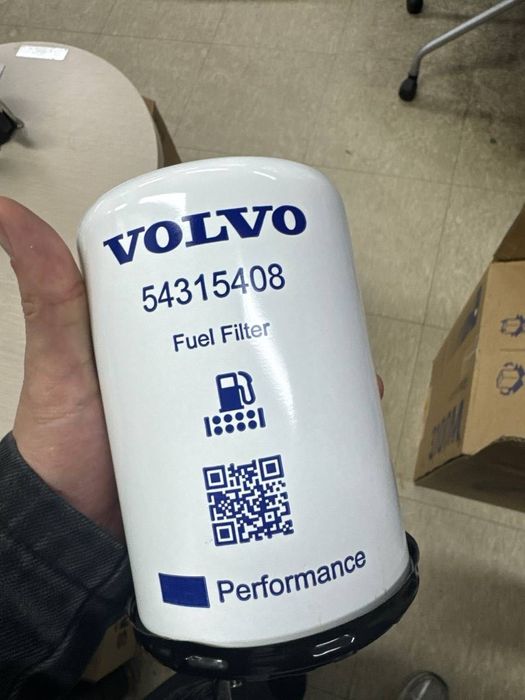 VOLVO
54315408
Fuel Filter
Performance